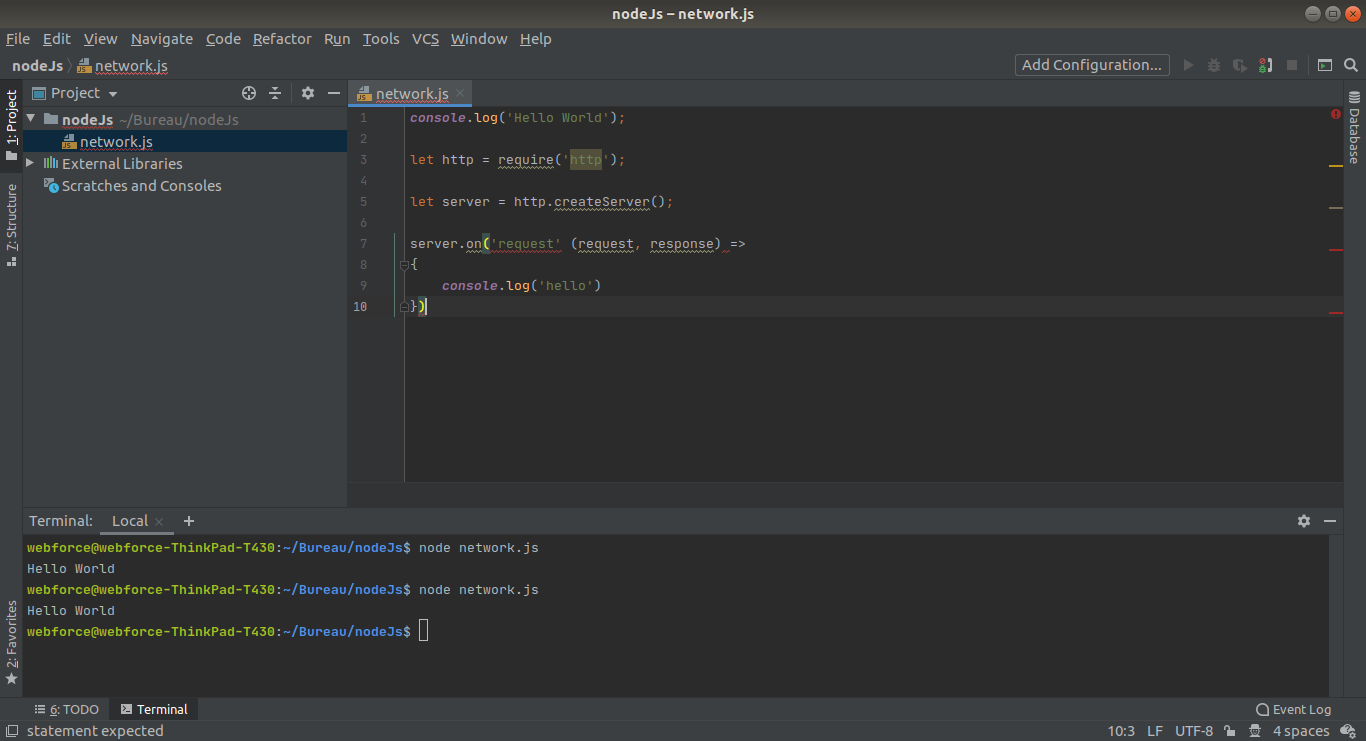 nodeJs – network.js
File Edit View Navigate Code Refactor Run Tools VCS Window Help
nodeJs network.js Add Configuration...
1: Project
7: Structure
2: Favorites
Project
nodeJs ~/Bureau/nodeJs
network.js
External Libraries
Scratches and Consoles
network.js
1 console.log('Hello World');
2
3 let http = require('http');
4
5 let server = http.createServer();
6
7 server.on('request' (request, response) =>
8 {
9     console.log('hello')
10 })
Database
Terminal: Local
webforce@webforce-ThinkPad-T430:~/Bureau/nodeJs$ node network.js
Hello World
webforce@webforce-ThinkPad-T430:~/Bureau/nodeJs$ node network.js
Hello World
webforce@webforce-ThinkPad-T430:~/Bureau/nodeJs$
6: TODO Terminal Event Log
statement expected 10:3 LF UTF-8 4 spaces